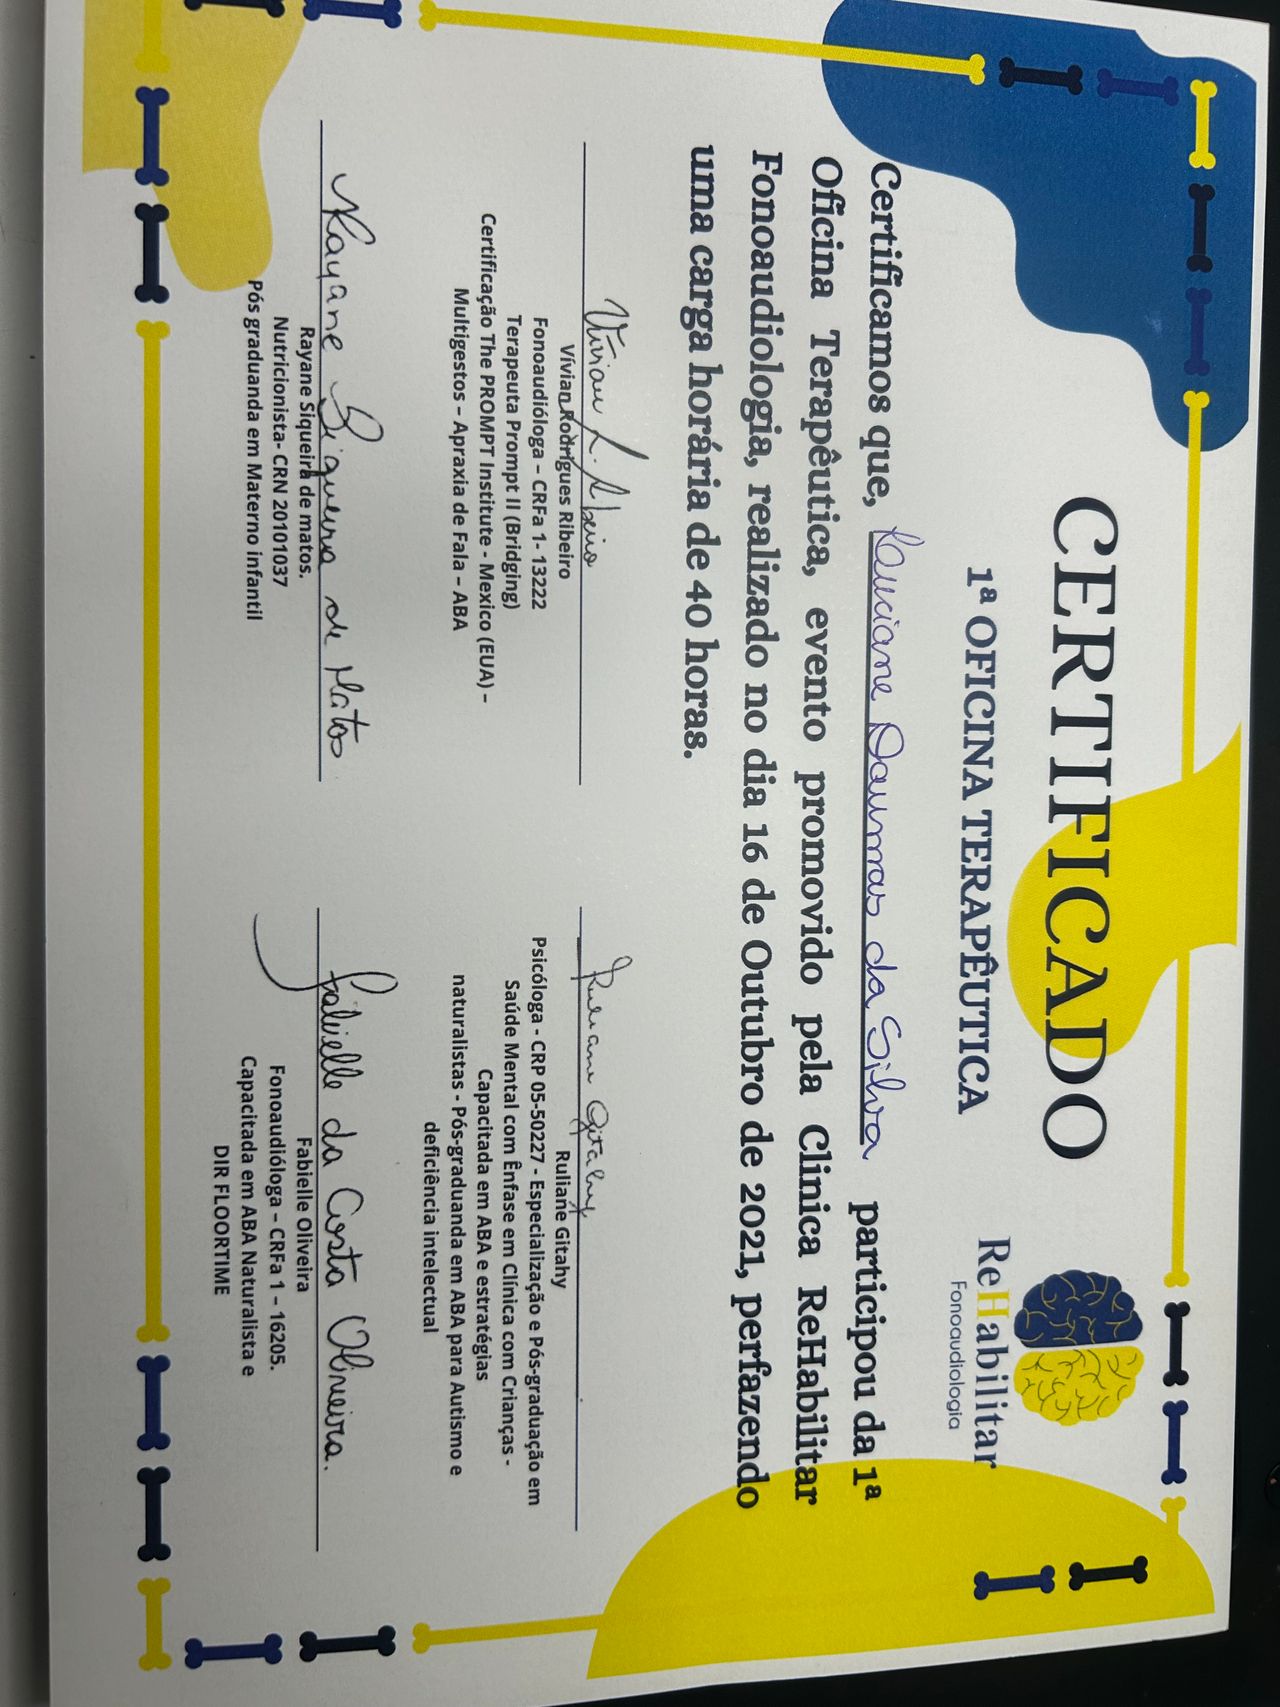 CERTIFICADO
1ª OFICINA TERAPÊUTICA
ReHabilitar
Fonoaudiologia
Certificamos que, Luciane Daumas da Silva participou da 1ª
Oficina Terapêutica, evento promovido pela Clinica ReHabilitar
Fonoaudiologia, realizado no dia 16 de Outubro de 2021, perfazendo
uma carga horária de 40 horas.
Vivian R. Ribeiro
Vívian Rodrigues Ribeiro
Fonoaudióloga – CRFa 1- 13222
Terapeuta Prompt II (Bridging)
Certificação The PROMPT Institute - Mexico (EUA) –
Multigestos – Apraxia de Fala – ABA
Ruliane Gitahy
Ruliane Gitahy
Psicóloga - CRP 05-50227 - Especialização e Pós-graduação em
Saúde Mental com Ênfase em Clínica com Crianças -
Capacitada em ABA e estratégias
naturalistas - Pós-graduanda em ABA para Autismo e
deficiência intelectual
Rayane Siqueira de Matos
Rayane Siqueira de matos.
Nutricionista- CRN 20101037
Pós graduanda em Materno infantil
Fabielle da Costa Oliveira.
Fabielle Oliveira
Fonoaudióloga – CRFa 1 – 16205.
Capacitada em ABA Naturalista e
DIR FLOORTIME